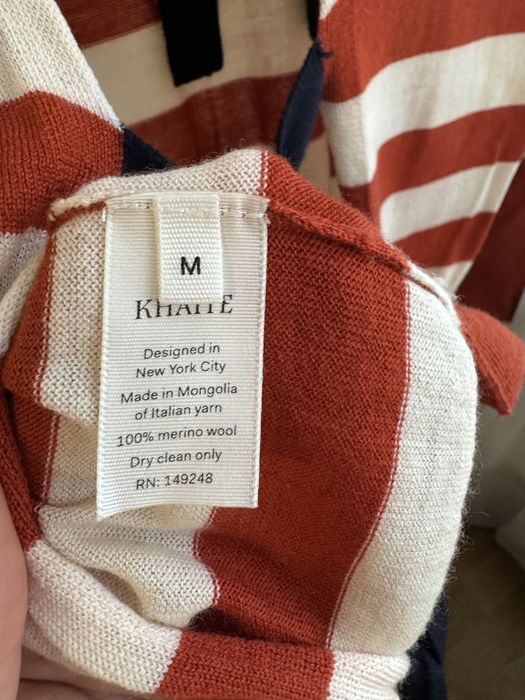 M
KHAITE
Designed in
New York City
Made in Mongolia
of Italian yarn
100% merino wool
Dry clean only
RN: 149248